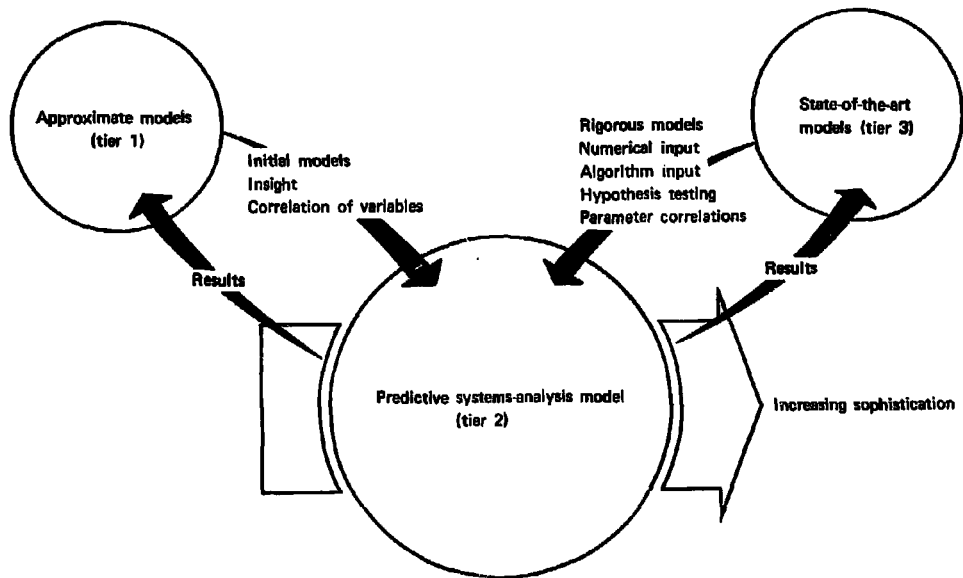 Approximate models
(tier 1)
Initial models
Insight
Correlation of variables
Results
State-of-the-art
models (tier 3)
Rigorous models
Numerical input
Algorithm input
Hypothesis testing
Parameter correlations
Results
Predictive systems-analysis model
(tier 2)
Increasing sophistication